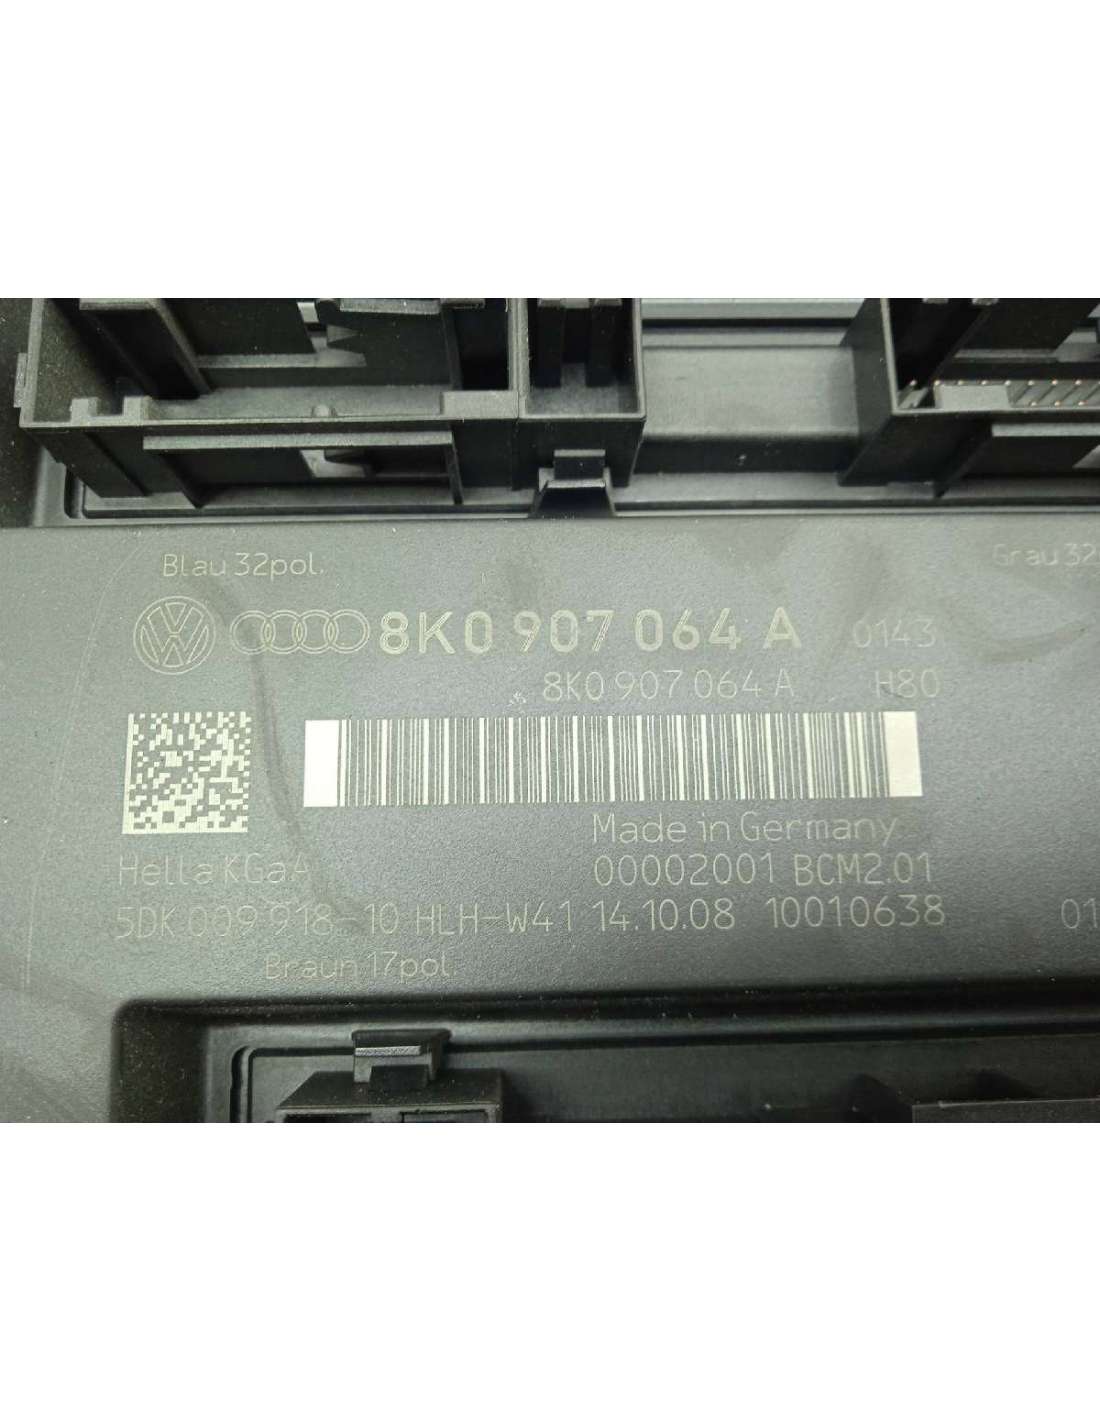 Blau 32pol.
Grau 32
8K0 907 064 A 0143
8K0 907 064 A H80
Made in Germany
Hella KGaA
00002001 BCM2.01
5DK 009 918-10 HLH-W41 14.10.08 10010638
01
Braun 17pol.